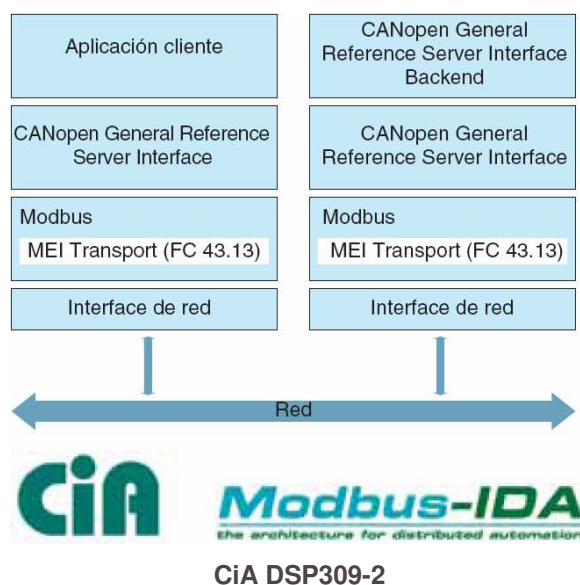 Aplicación cliente
CANopen General Reference
Server Interface
Modbus
MEI Transport (FC 43.13)
Interface de red
CANopen General
Reference Server Interface
Backend
CANopen General
Reference Server Interface
Modbus
MEI Transport (FC 43.13)
Interface de red
Red
CiA
Modbus-IDA
the architecture for distributed automation
CiA DSP309-2